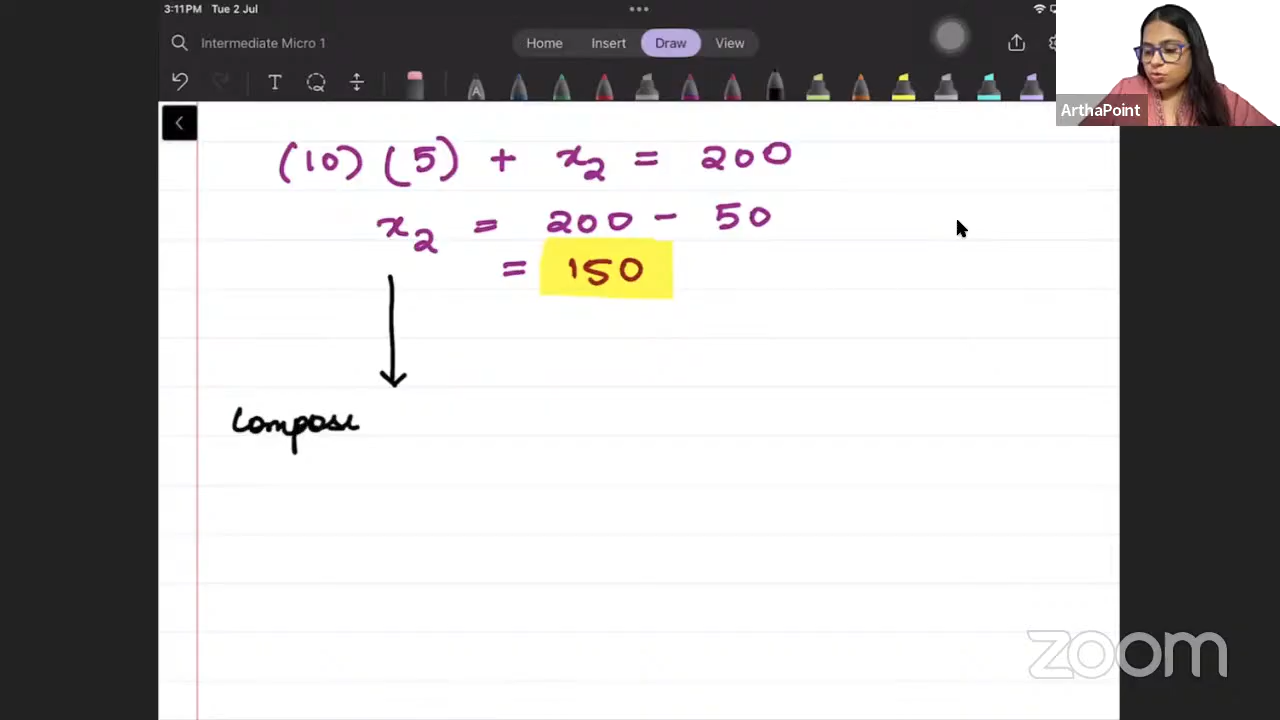 3:11PM Tue 2 Jul
Intermediate Micro 1
Home Insert Draw View
ArthaPoint
(10) (5) + x₂ = 200
x₂ = 200 - 50
= 150
Compose
zoom